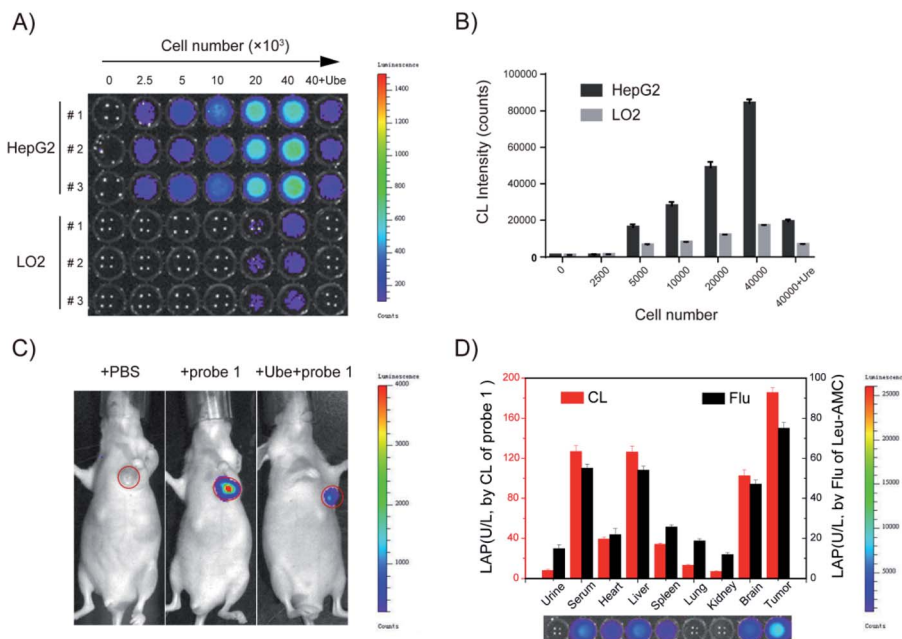 A)
Cell number (×10³)
0 2.5 5 10 20 40 40+Ube
HepG2
# 1
# 2
# 3
LO2
# 1
# 2
# 3
Luminescence
1400
1200
1000
800
600
400
200
Counts
B)
CL Intensity (counts)
100000
80000
60000
40000
20000
0
HepG2
LO2
0 2500 5000 10000 20000 40000 40000+Ure
Cell number
C)
+PBS +probe 1 +Ube+probe 1
Luminescence
4000
3000
2000
1000
Counts
D)
LAP(U/L, by CL of probe 1 )
200
160
120
80
40
0
CL
Flu
100
80
60
40
20
0
LAP(U/L, by Flu of Leu-AMC)
Urine Serum Heart Liver Spleen Lung Kidney Brain Tumor
Luminescence
25000
20000
15000
10000
5000
Counts